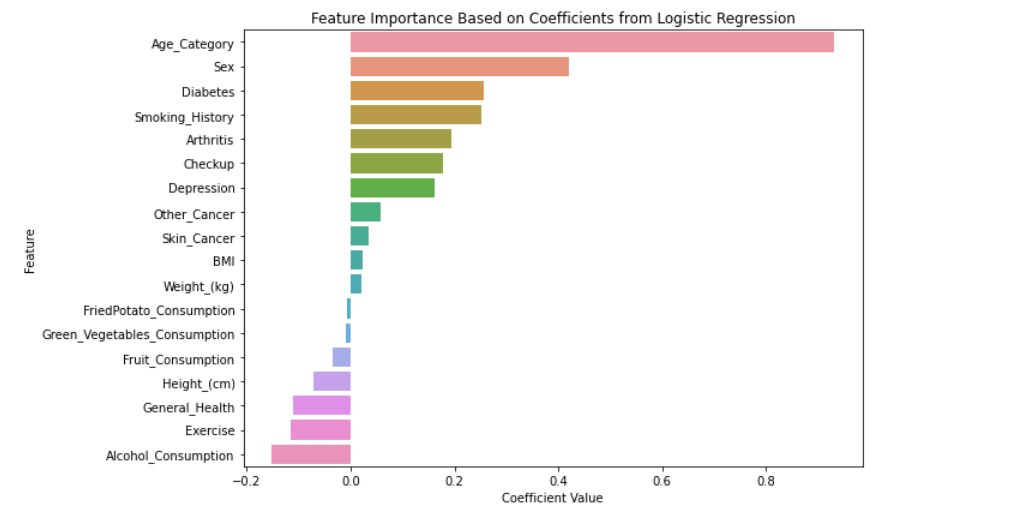 Feature Importance Based on Coefficients from Logistic Regression
Age_Category
Sex
Diabetes
Smoking_History
Arthritis
Checkup
Depression
Other_Cancer
Skin_Cancer
BMI
Weight_(kg)
FriedPotato_Consumption
Green_Vegetables_Consumption
Fruit_Consumption
Height_(cm)
General_Health
Exercise
Alcohol_Consumption
Feature
−0.2 0.0 0.2 0.4 0.6 0.8
Coefficient Value